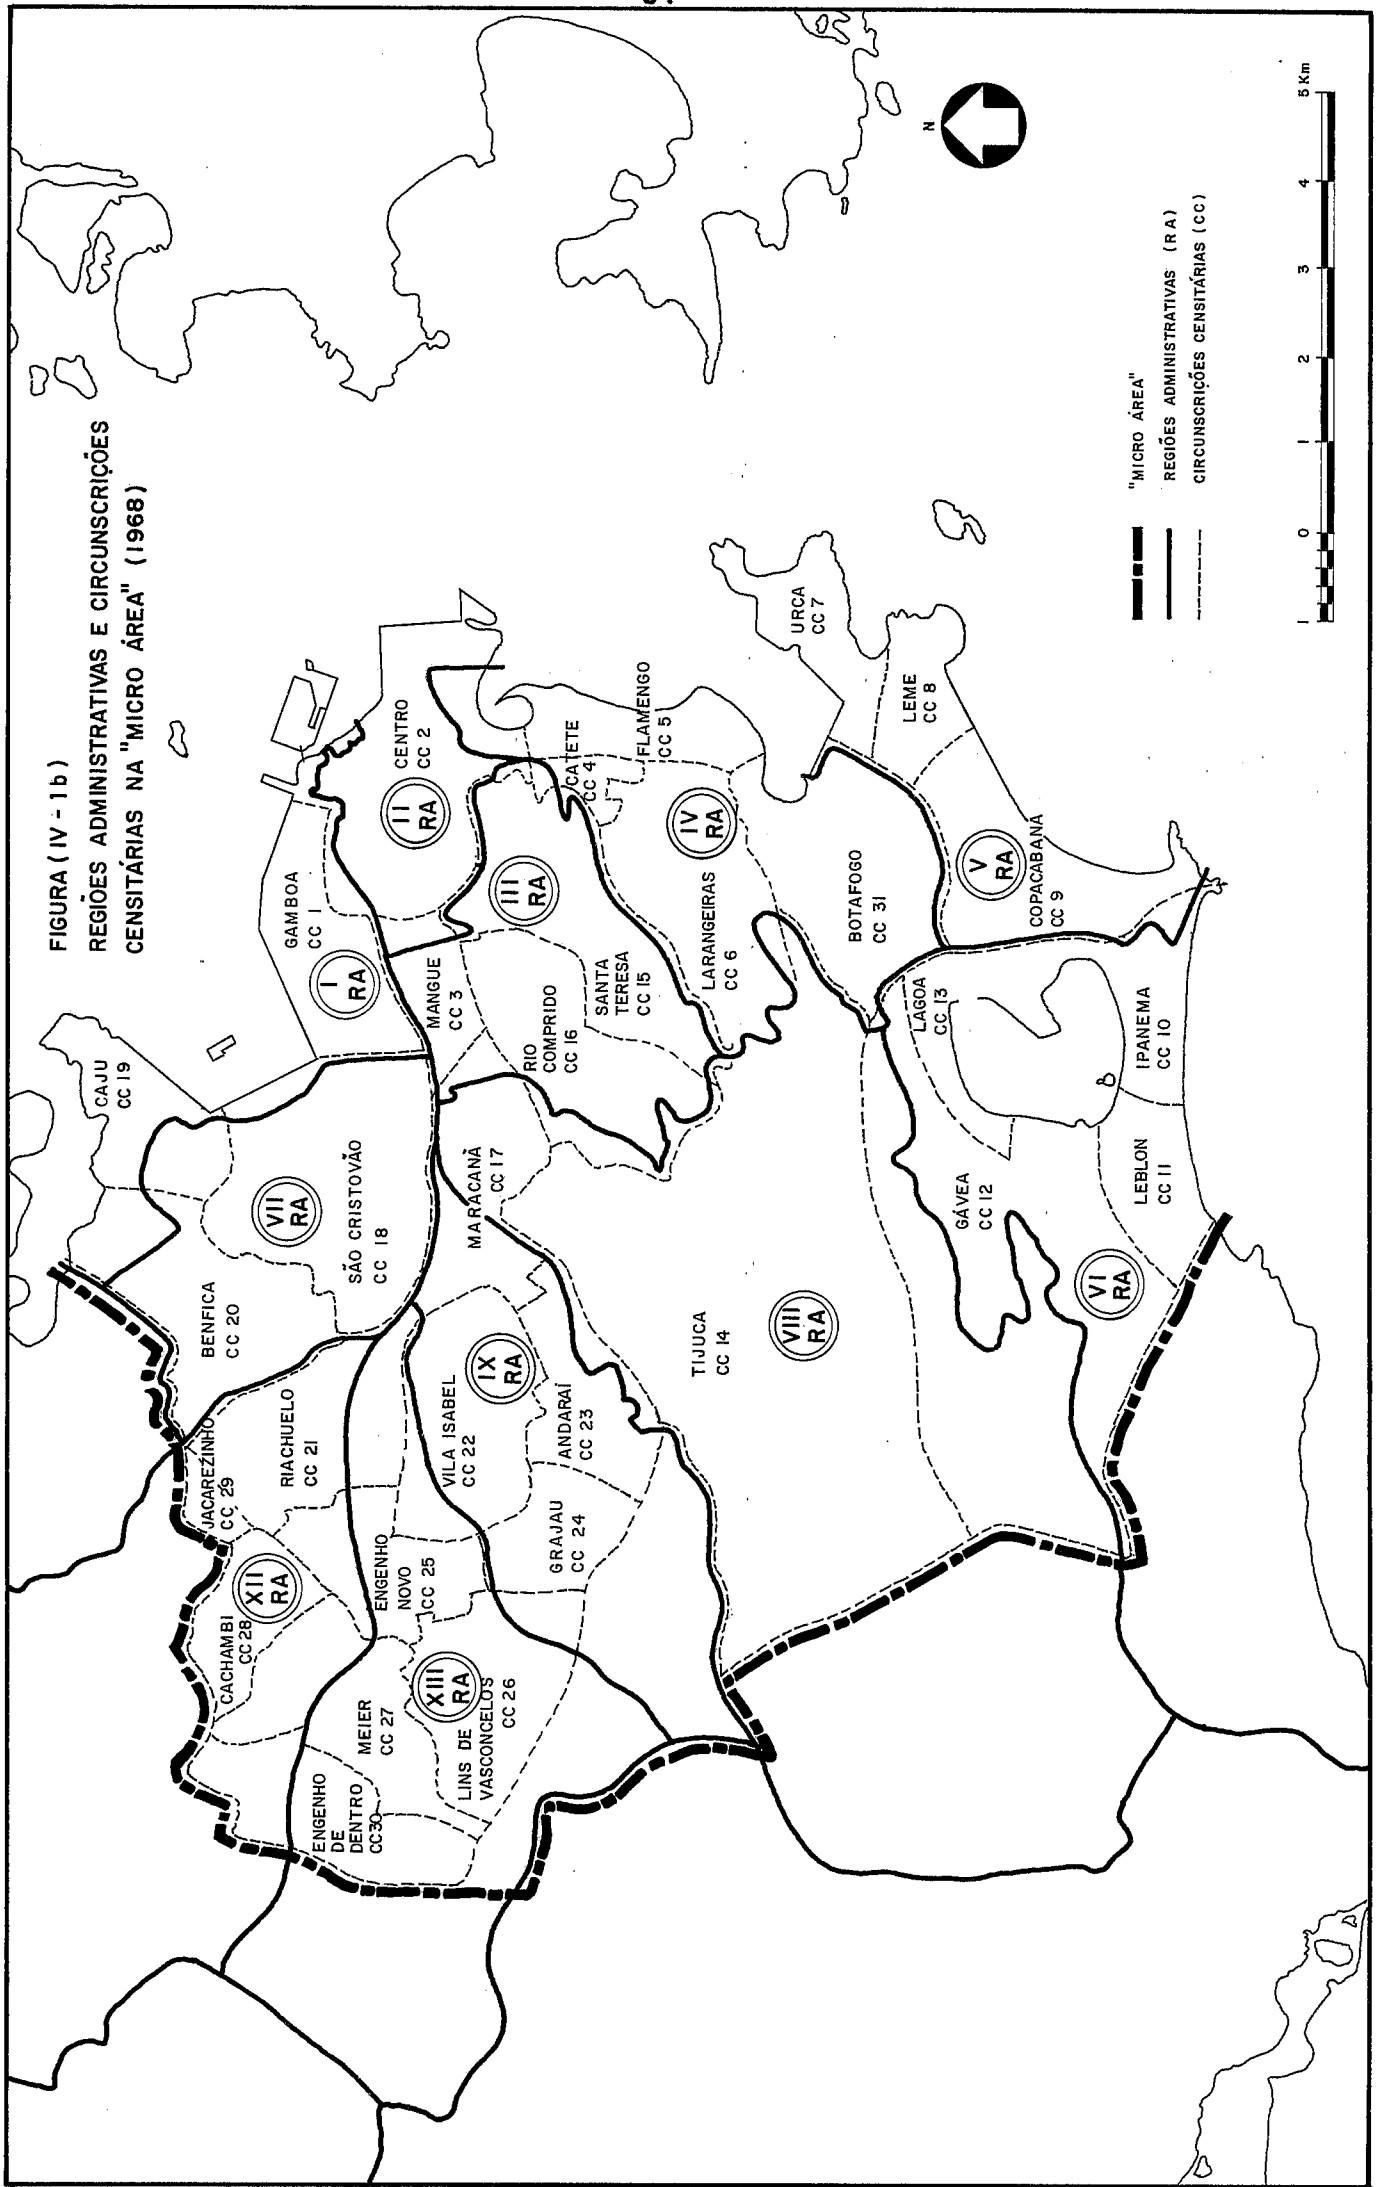 FIGURA (IV - 1b)
REGIÕES ADMINISTRATIVAS E CIRCUNSCRIÇÕES
CENSITÁRIAS NA "MICRO ÁREA" (1968)
CAJU
CC 19
GAMBOA
CC 1
I
RA
CENTRO
CC 2
II
RA
BENFICA
CC 20
VII
RA
SÃO CRISTOVÃO
CC 18
MANGUE
CC 3
III
RA
JACAREZINHO
CC 29
RIACHUELO
CC 21
CACHAMBI
CC 28
XII
RA
ENGENHO
NOVO
CC 25
MEIER
CC 27
ENGENHO
DE
DENTRO
CC30
XIII
RA
LINS DE
VASCONCELOS
CC 26
VILA ISABEL
CC 22
IX
RA
MARACANÃ
CC 17
ANDARAÍ
CC 23
GRAJAU
CC 24
RIO
COMPRIDO
CC 16
SANTA
TERESA
CC 15
CATETE
CC 4
FLAMENGO
CC 5
IV
RA
LARANGEIRAS
CC 6
TIJUCA
CC 14
VIII
RA
URCA
CC 7
BOTAFOGO
CC 31
LEME
CC 8
V
RA
COPACABANA
CC 9
LAGOA
CC 13
GÁVEA
CC 12
IPANEMA
CC 10
LEBLON
CC 11
VI
RA
N
"MICRO ÁREA"
REGIÕES ADMINISTRATIVAS (RA)
CIRCUNSCRIÇÕES CENSITÁRIAS (CC)
1 0 1 2 3 4 5 Km